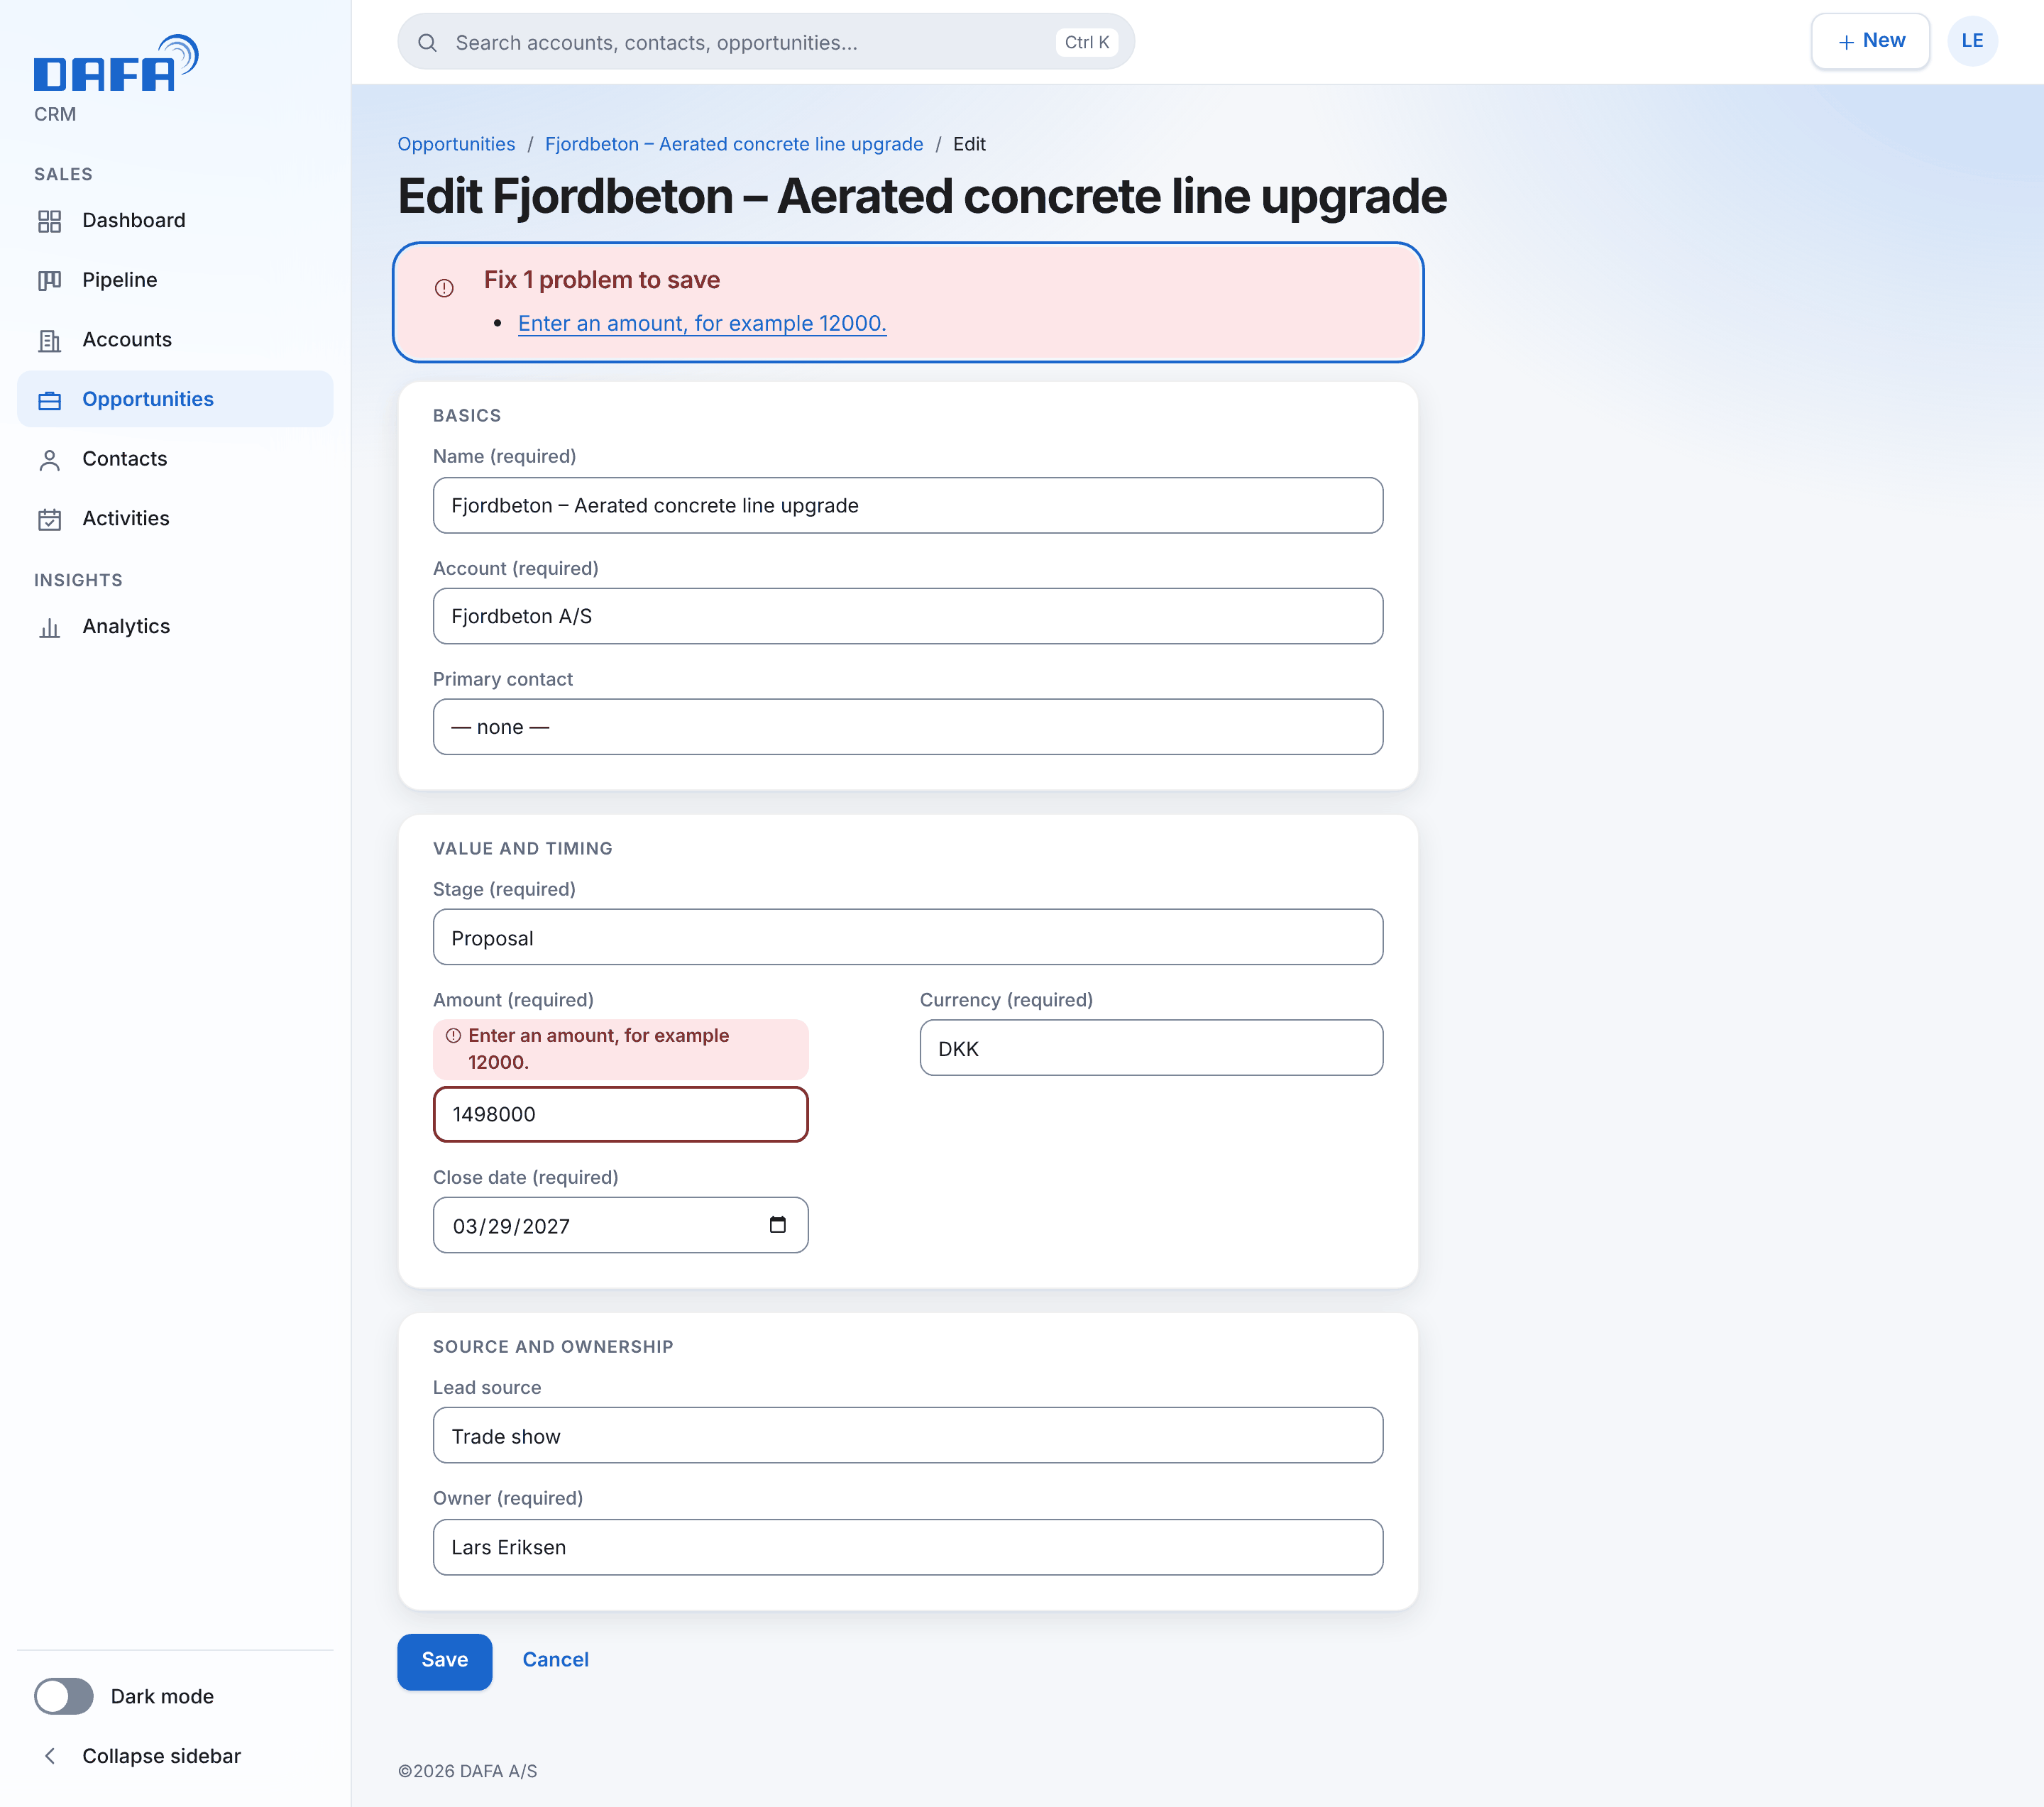 DAFA
CRM
SALES
Dashboard
Pipeline
Accounts
Opportunities
Contacts
Activities
INSIGHTS
Analytics
Dark mode
Collapse sidebar
Search accounts, contacts, opportunities...
Ctrl K
+ New
LE
Opportunities / Fjordbeton – Aerated concrete line upgrade / Edit
Edit Fjordbeton – Aerated concrete line upgrade
Fix 1 problem to save
• Enter an amount, for example 12000.
BASICS
Name (required)
Fjordbeton – Aerated concrete line upgrade
Account (required)
Fjordbeton A/S
Primary contact
— none —
VALUE AND TIMING
Stage (required)
Proposal
Amount (required)
Enter an amount, for example
12000.
1498000
Currency (required)
DKK
Close date (required)
03/29/2027
SOURCE AND OWNERSHIP
Lead source
Trade show
Owner (required)
Lars Eriksen
Save
Cancel
©2026 DAFA A/S